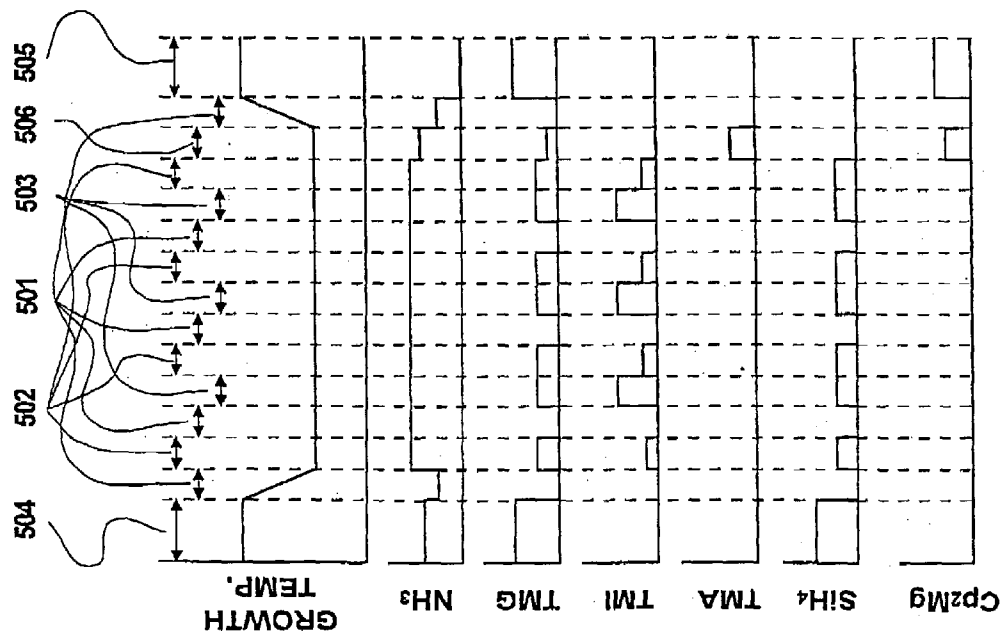 504
502
501
503
506
505
GROWTH
TEMP.
NH₃
TMG
TMI
TMA
SiH₄
Cp₂Mg